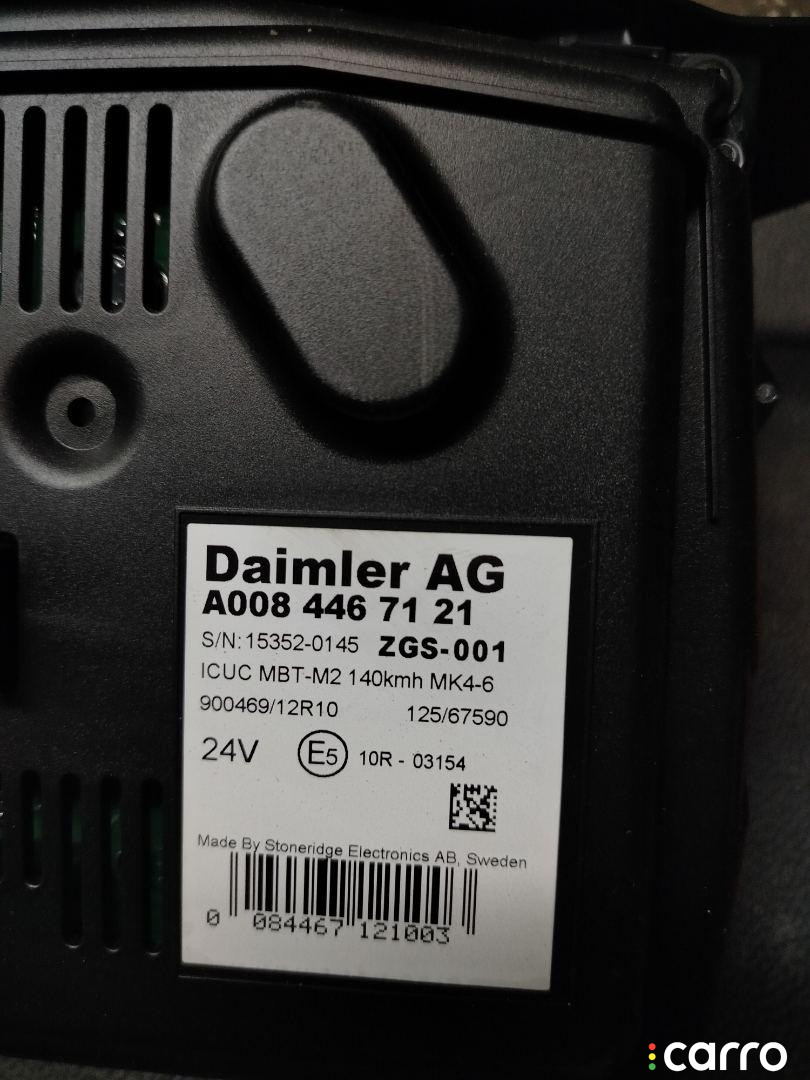 Daimler AG
A008 446 71 21
S/N: 15352-0145 ZGS-001
ICUC MBT-M2 140kmh MK4-6
900469/12R10 125/67590
24V E5 10R - 03154
Made By Stoneridge Electronics AB, Sweden
0 084467 121003
carro